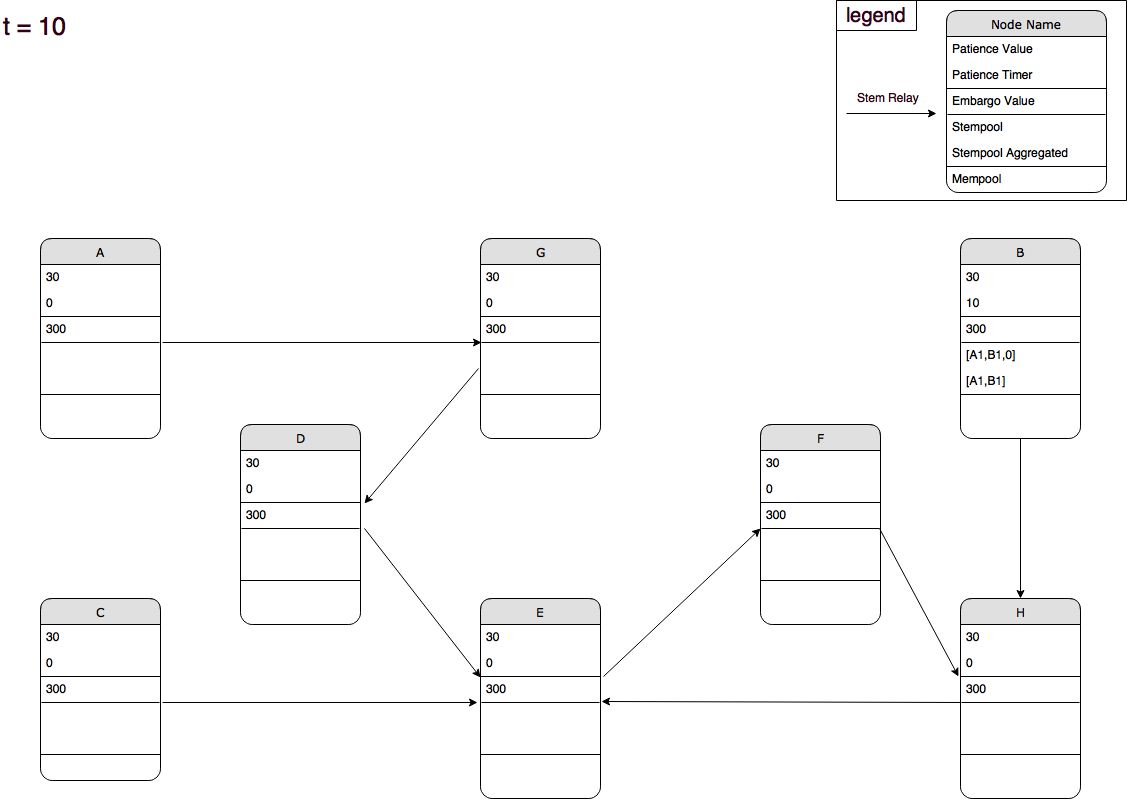 t = 10
legend
Node Name
Patience Value
Patience Timer
Embargo Value
Stempool
Stempool Aggregated
Mempool
Stem Relay
A
30
0
300
G
30
0
300
B
30
10
300
[A1,B1,0]
[A1,B1]
D
30
0
300
F
30
0
300
C
30
0
300
E
30
0
300
H
30
0
300